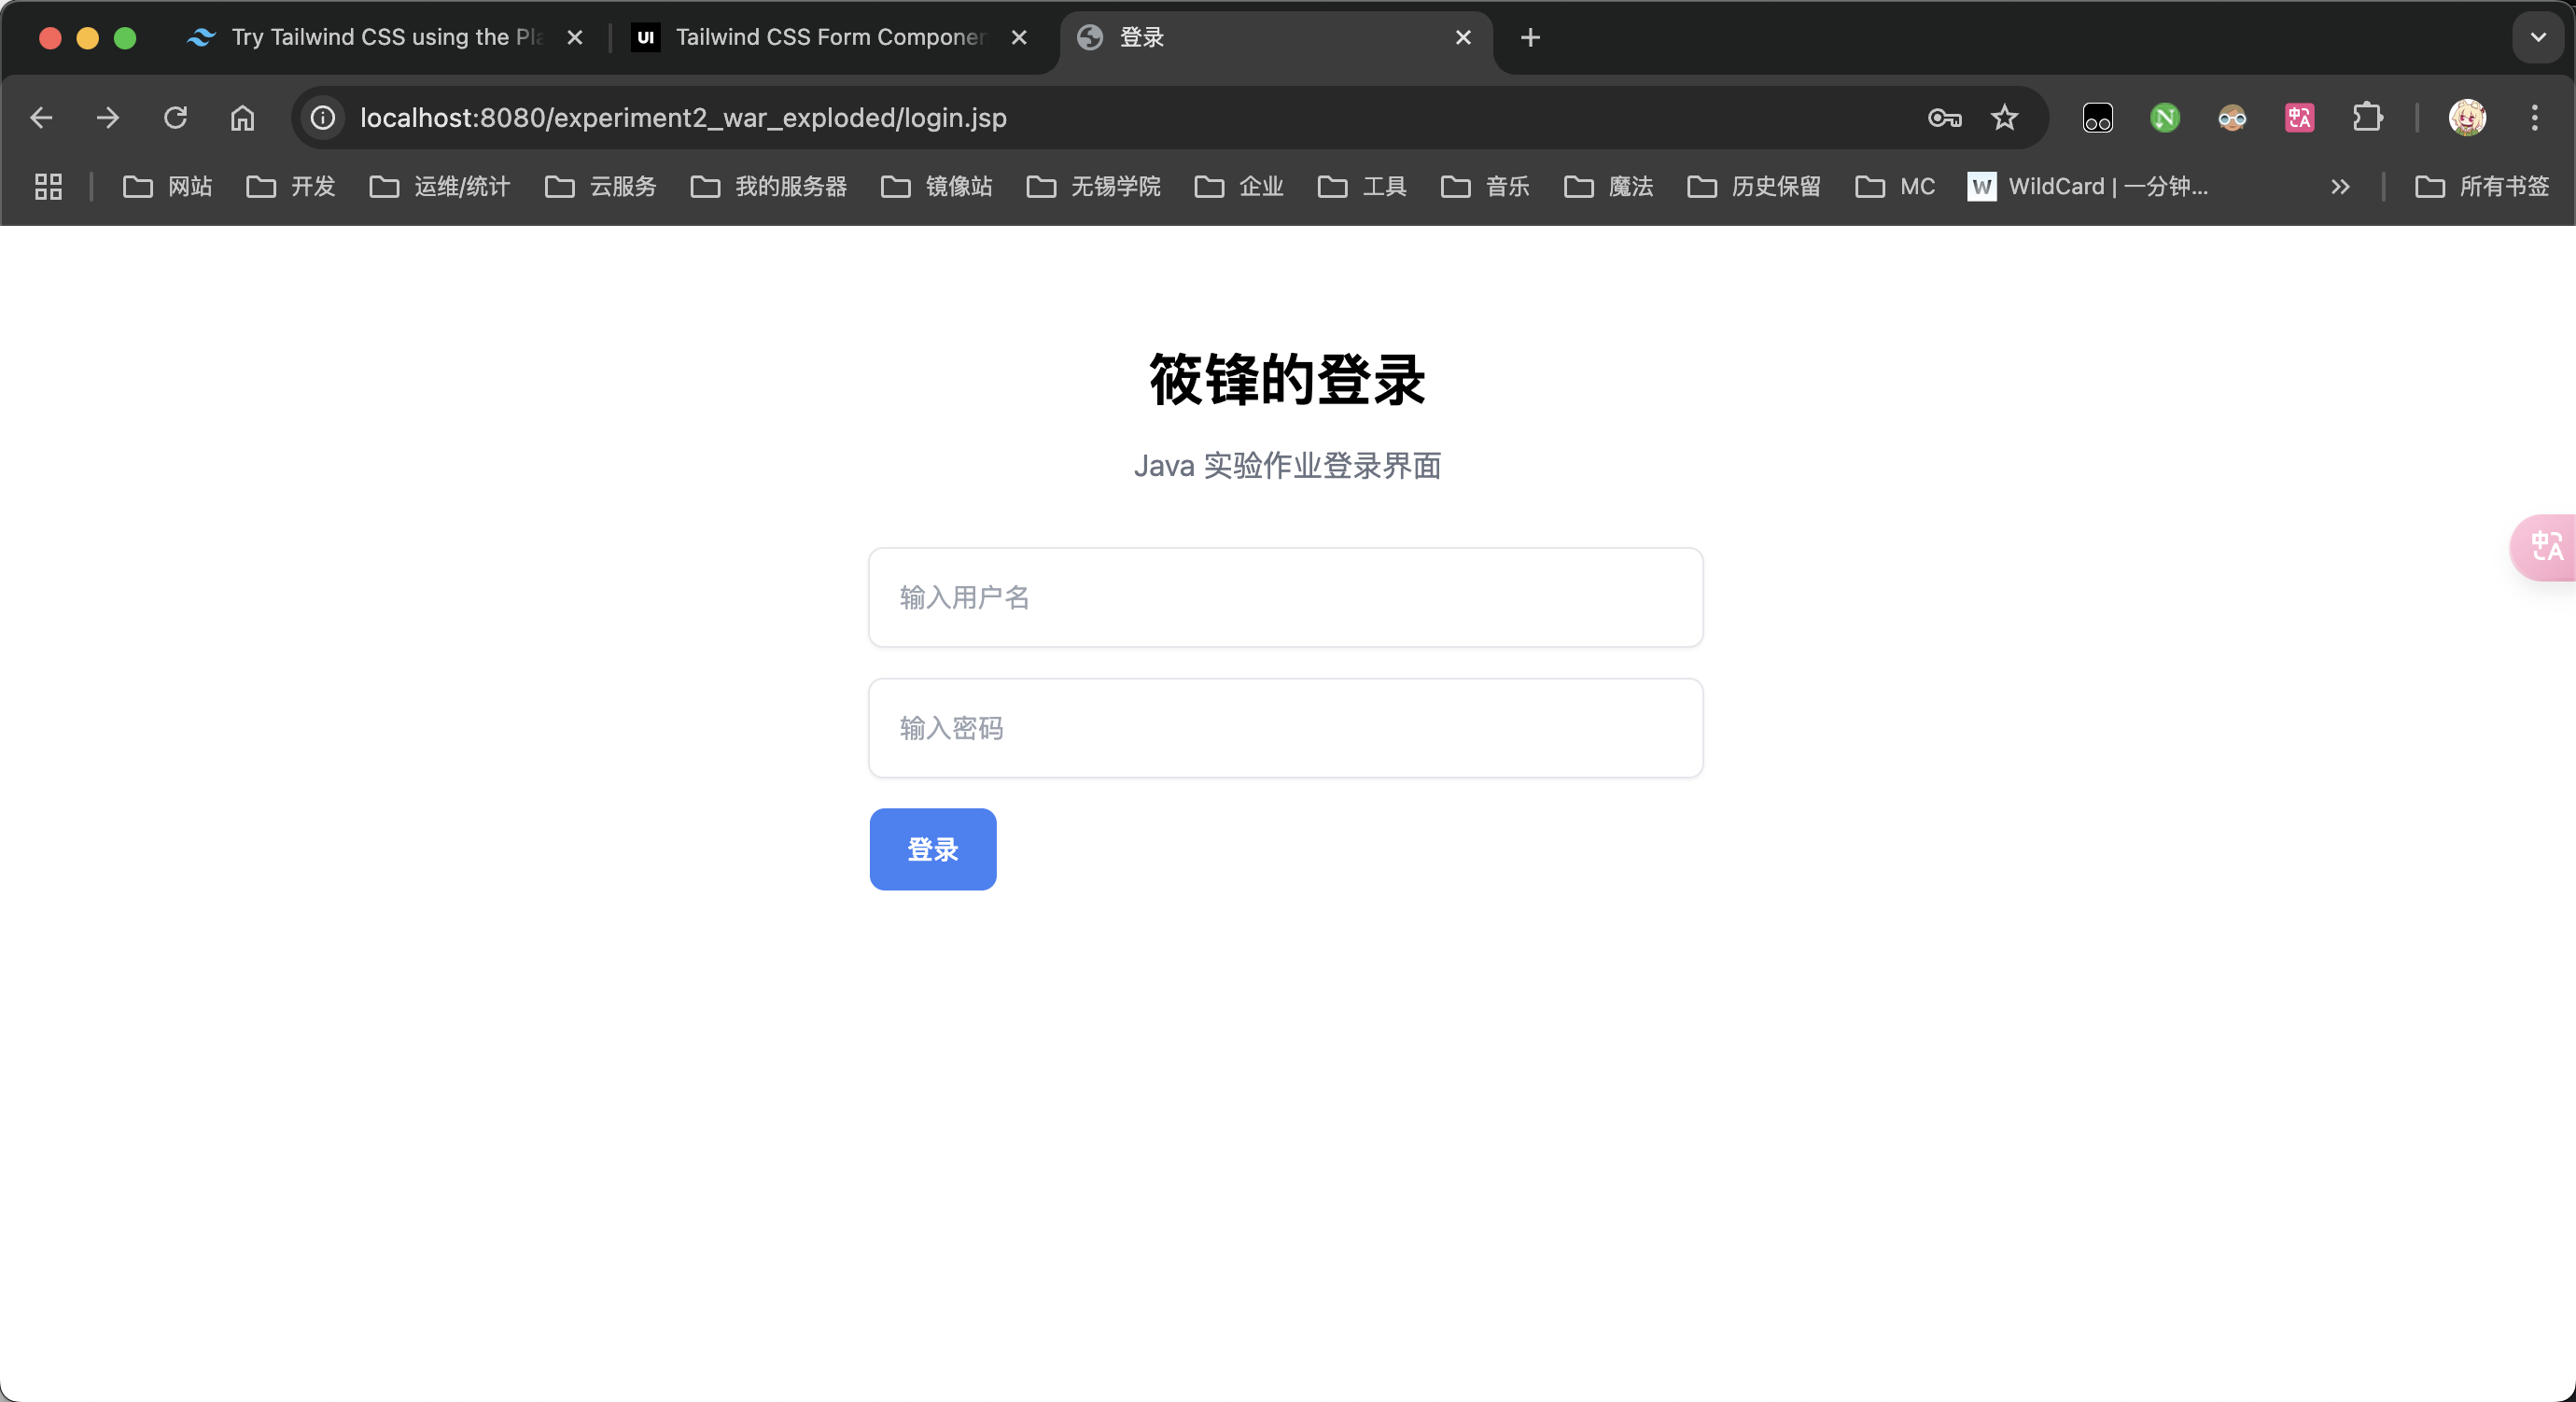 Try Tailwind CSS using the Pla
UI Tailwind CSS Form Componen
登录
localhost:8080/experiment2_war_exploded/login.jsp
网站 开发 运维/统计 云服务 我的服务器 镜像站 无锡学院 企业 工具 音乐 魔法 历史保留 MC W WildCard | 一分钟... 所有书签
筱锋的登录
Java 实验作业登录界面
输入用户名
输入密码
登录